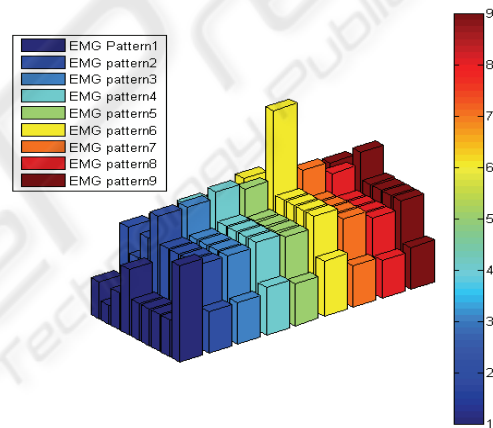 EMG Pattern1
EMG pattern2
EMG pattern3
EMG pattern4
EMG pattern5
EMG pattern6
EMG pattern7
EMG pattern8
EMG pattern9
9
8
7
6
5
4
3
2
1